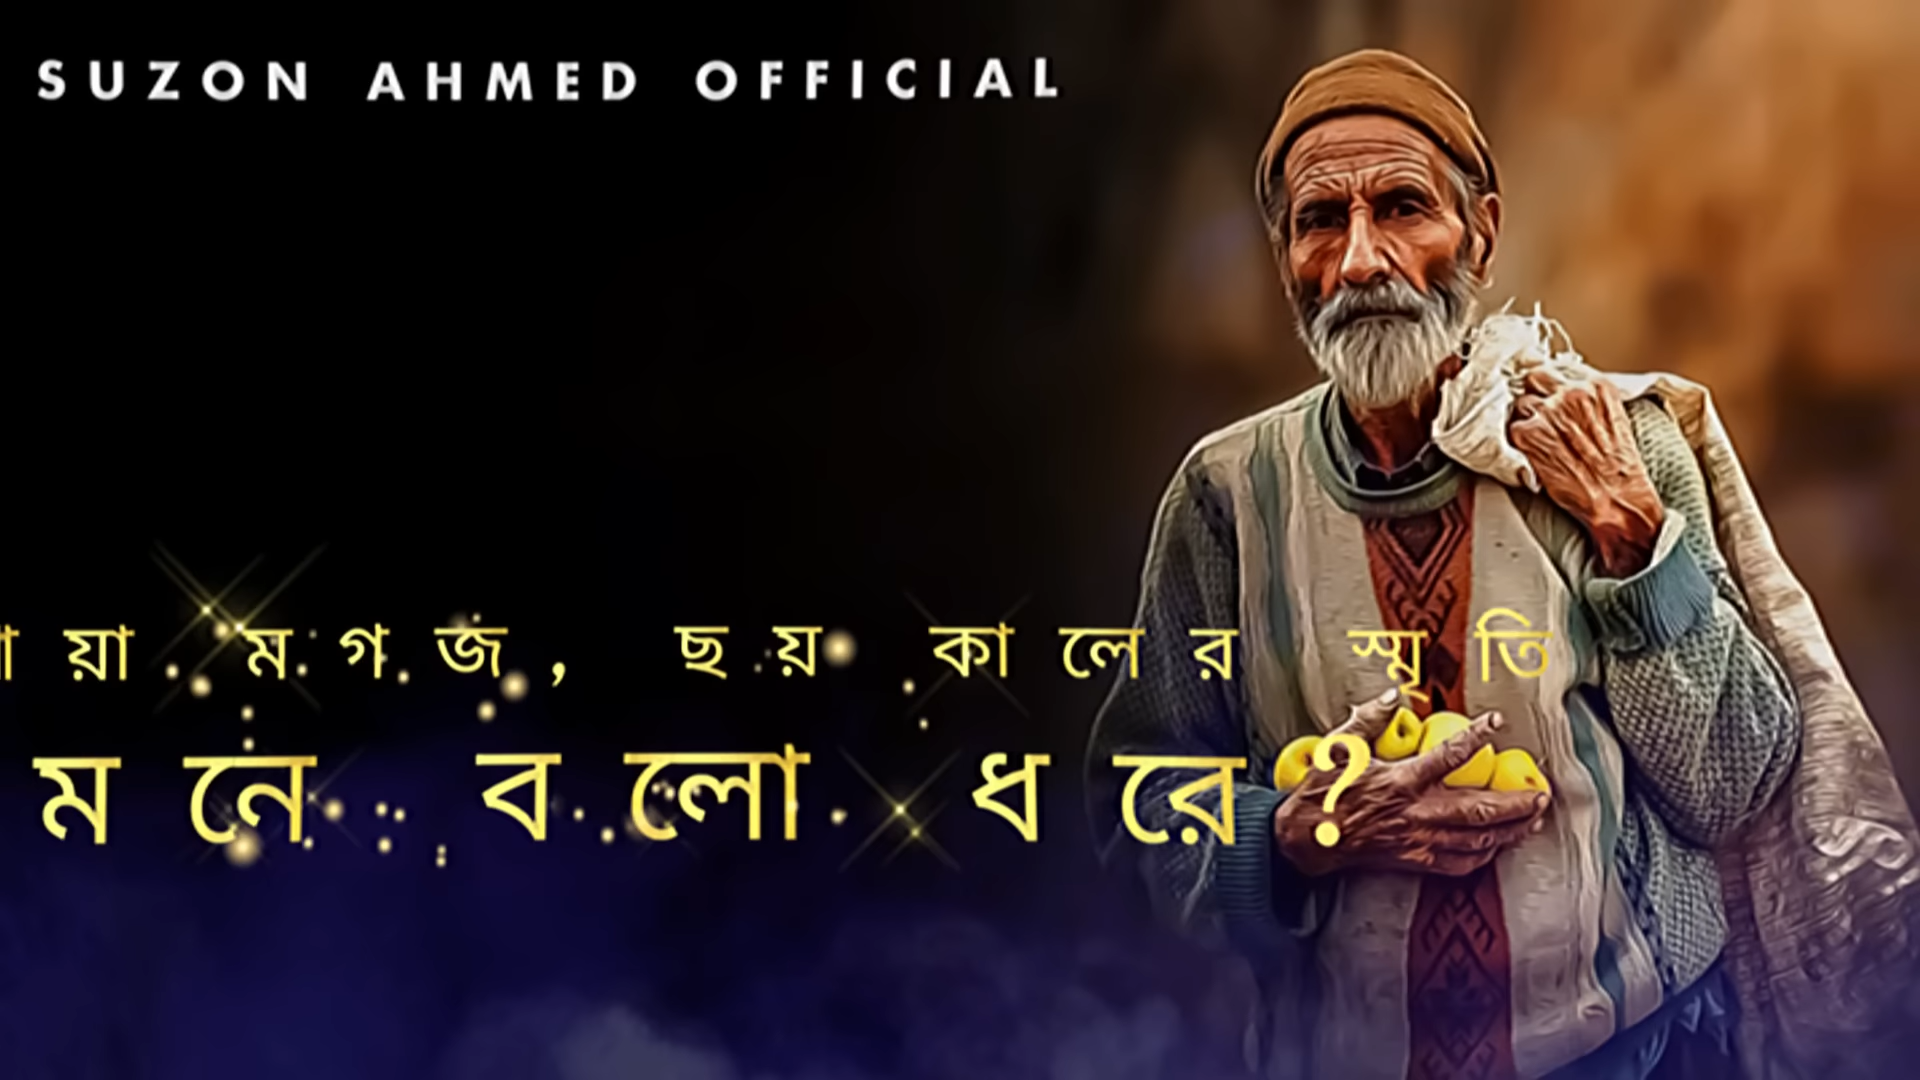 SUZON AHMED OFFICIAL
মগজ, ছয় কালের স্মৃতি
মনে বলো ধরে?